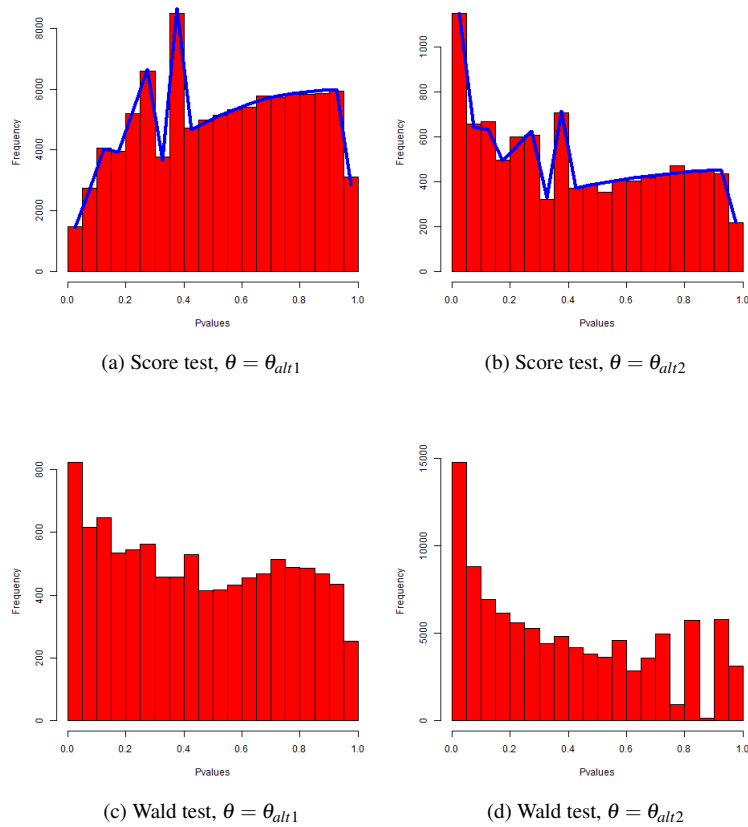 8000
6000
4000
2000
0
Frequency
0.0 0.2 0.4 0.6 0.8 1.0
Pvalues
(a) Score test, θ = θalt1
1000
800
600
400
200
0
Frequency
0.0 0.2 0.4 0.6 0.8 1.0
Pvalues
(b) Score test, θ = θalt2
800
600
400
200
0
Frequency
0.0 0.2 0.4 0.6 0.8 1.0
Pvalues
(c) Wald test, θ = θalt1
15000
10000
5000
0
Frequency
0.0 0.2 0.4 0.6 0.8 1.0
Pvalues
(d) Wald test, θ = θalt2